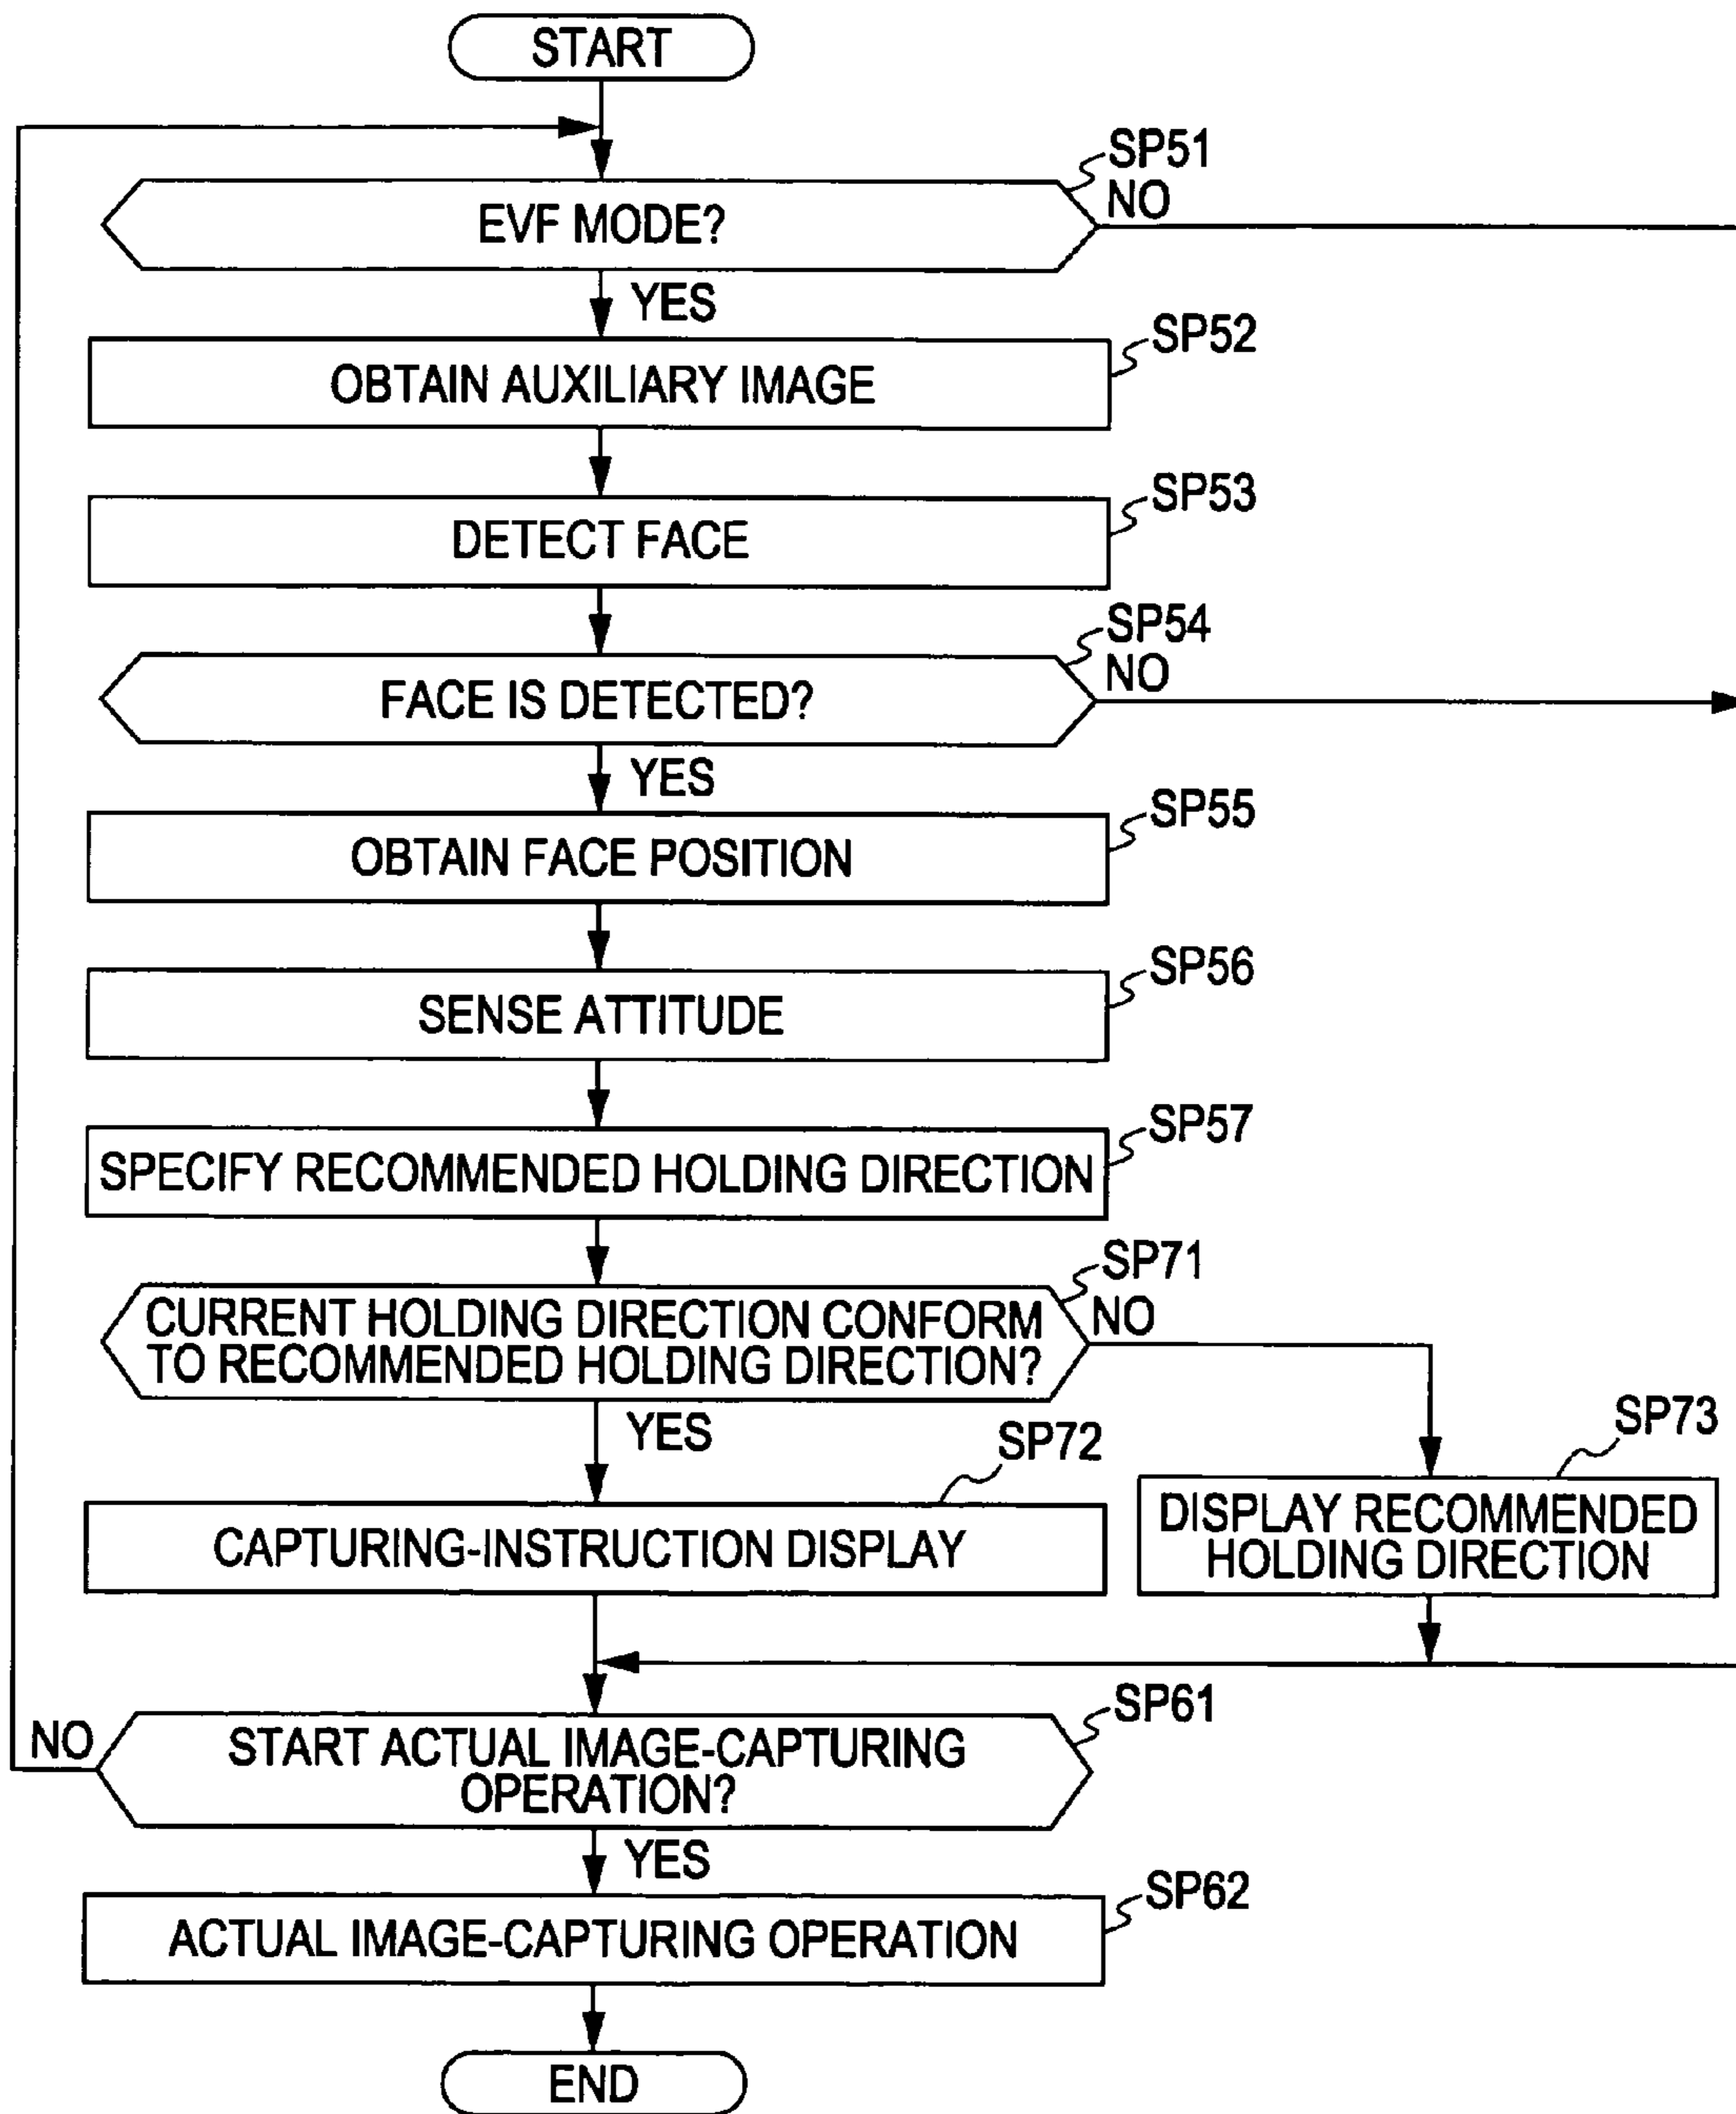 START
SP51
EVF MODE?
NO
YES
SP52
OBTAIN AUXILIARY IMAGE
SP53
DETECT FACE
SP54
FACE IS DETECTED?
NO
YES
SP55
OBTAIN FACE POSITION
SP56
SENSE ATTITUDE
SP57
SPECIFY RECOMMENDED HOLDING DIRECTION
SP71
CURRENT HOLDING DIRECTION CONFORM
TO RECOMMENDED HOLDING DIRECTION?
NO
YES
SP72
CAPTURING-INSTRUCTION DISPLAY
SP73
DISPLAY RECOMMENDED
HOLDING DIRECTION
SP61
START ACTUAL IMAGE-CAPTURING
OPERATION?
NO
YES
SP62
ACTUAL IMAGE-CAPTURING OPERATION
END